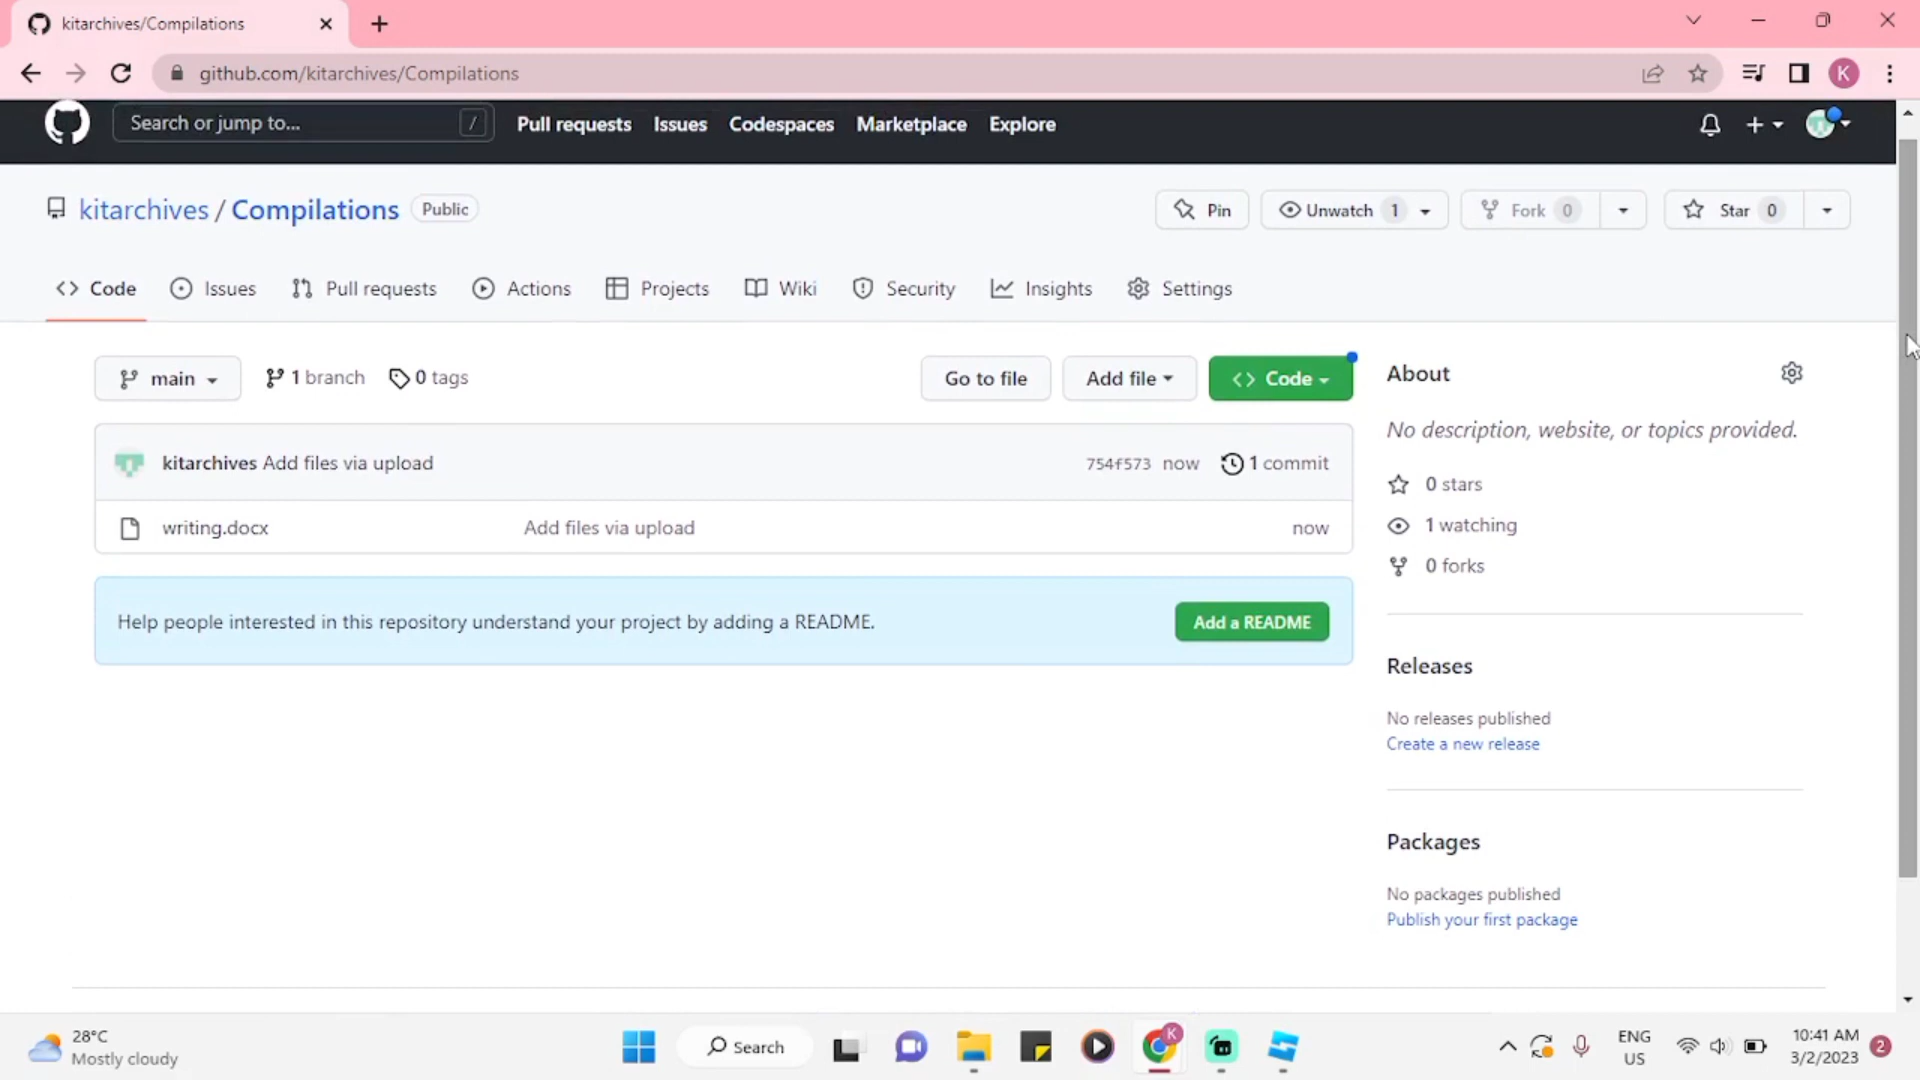 kitarchives/Compilations
github.com/kitarchives/Compilations
K
Search or jump to... /
Pull requests
Issues
Codespaces
Marketplace
Explore
kitarchives / Compilations Public
Pin
Unwatch 1
Fork 0
Star 0
Code
Issues
Pull requests
Actions
Projects
Wiki
Security
Insights
Settings
main
1 branch
0 tags
Go to file
Add file
Code
kitarchives Add files via upload
754f573 now
1 commit
writing.docx
Add files via upload
now
Help people interested in this repository understand your project by adding a README.
Add a README
About
No description, website, or topics provided.
0 stars
1 watching
0 forks
Releases
No releases published
Create a new release
Packages
No packages published
Publish your first package
28°C
Mostly cloudy
Search
K
ENG
US
10:41 AM
3/2/2023
2